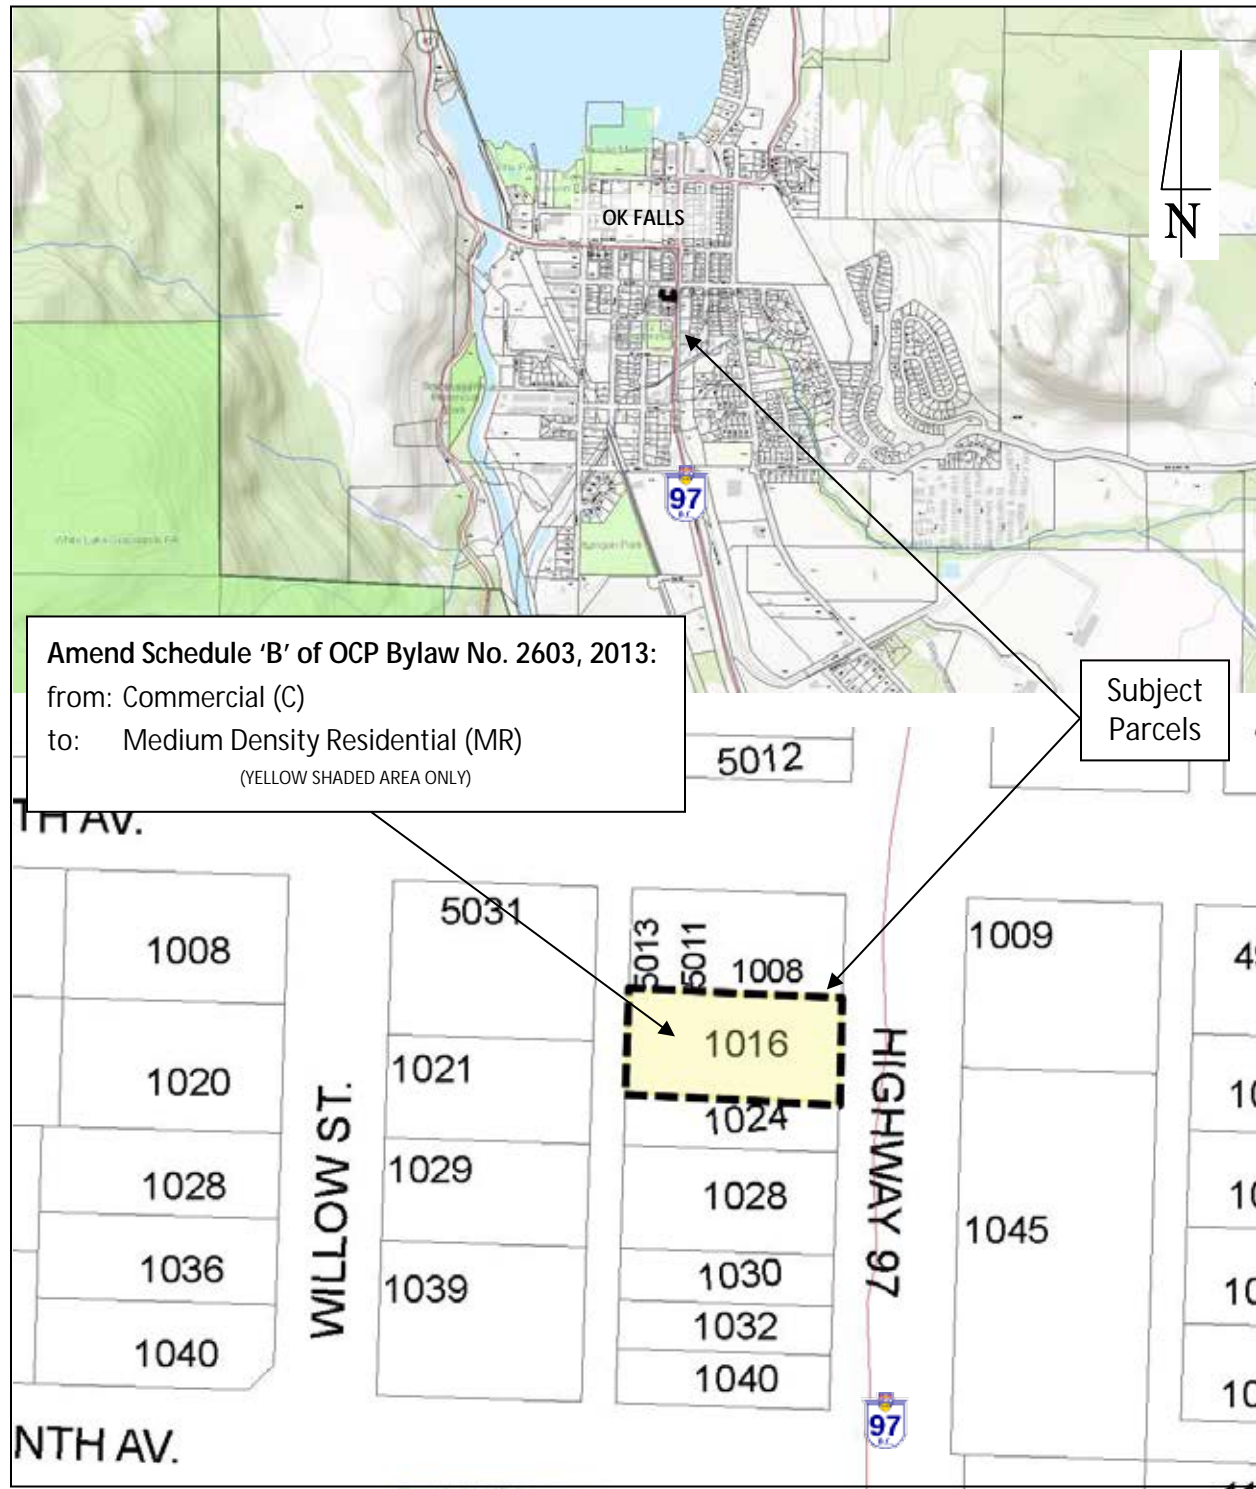 N
OK FALLS
97
B.C.
Amend Schedule ‘B’ of OCP Bylaw No. 2603, 2013:
from: Commercial (C)
to: Medium Density Residential (MR)
(YELLOW SHADED AREA ONLY)
Subject
Parcels
5012
TH AV.
5031
5013
5011
1008
1008
1009
1016
1020
1021
1024
1028
1029
1028
1036
1030
1045
1039
1032
1040
1040
WILLOW ST.
HIGHWAY 97
97
B.C.
NTH AV.